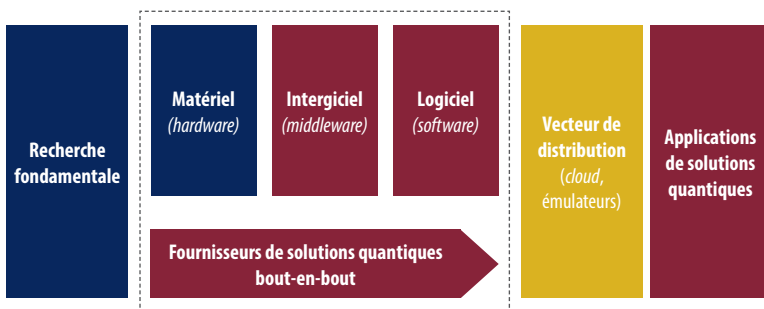 Recherche
fondamentale
Matériel
(hardware)
Intergiciel
(middleware)
Logiciel
(software)
Fournisseurs de solutions quantiques
bout-en-bout
Vecteur de
distribution
(cloud,
émulateurs)
Applications
de solutions
quantiques